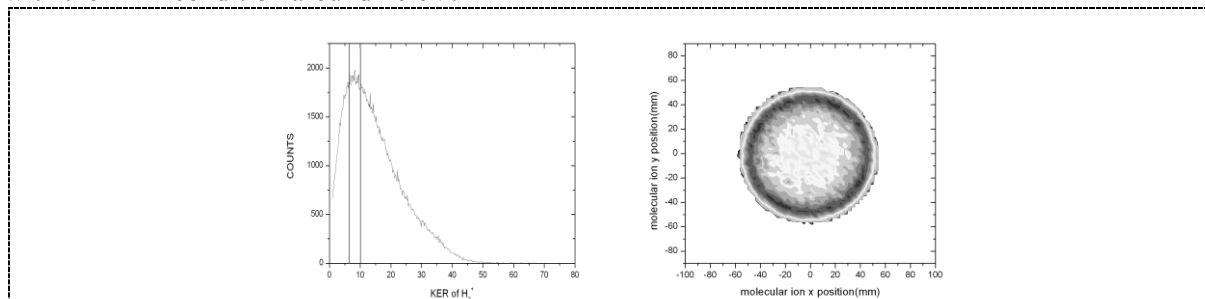 2000
1500
1000
500
0
COUNTS
0 10 20 30 40 50 60 70 80
KER of H₂⁺
80
60
40
20
0
-20
-40
-60
-80
molecular ion y position(mm)
-100 -80 -60 -40 -20 0 20 40 60 80 100
molecular ion x position(mm)